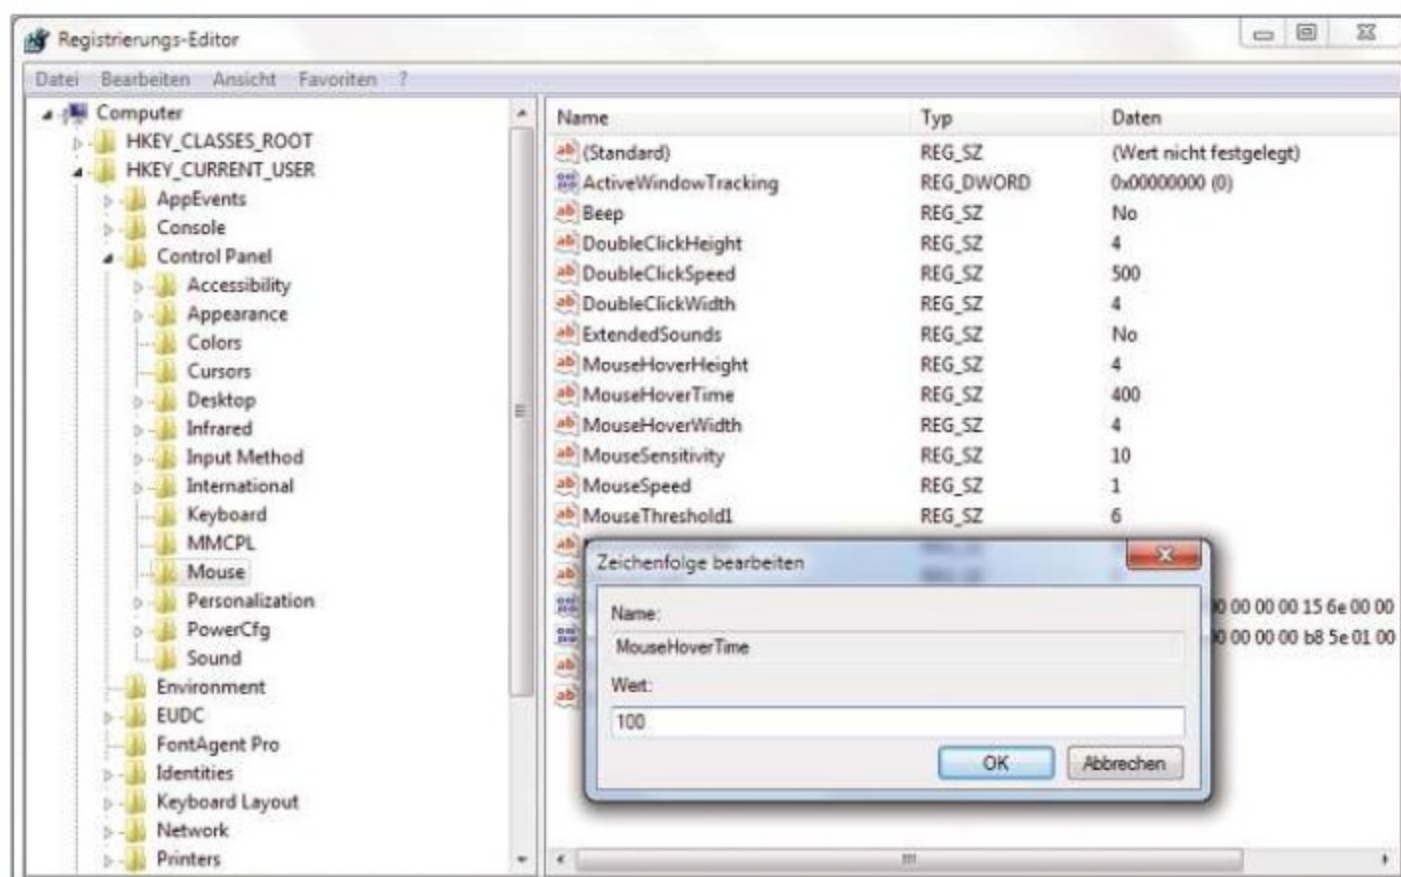 Registrierungs-Editor
Datei Bearbeiten Ansicht Favoriten ?
Computer
HKEY_CLASSES_ROOT
HKEY_CURRENT_USER
AppEvents
Console
Control Panel
Accessibility
Appearance
Colors
Cursors
Desktop
Infrared
Input Method
International
Keyboard
MMCPL
Mouse
Personalization
PowerCfg
Sound
Environment
EUDC
FontAgent Pro
Identities
Keyboard Layout
Network
Printers
Name Typ Daten
(Standard) REG_SZ (Wert nicht festgelegt)
ActiveWindowTracking REG_DWORD 0x00000000 (0)
Beep REG_SZ No
DoubleClickHeight REG_SZ 4
DoubleClickSpeed REG_SZ 500
DoubleClickWidth REG_SZ 4
ExtendedSounds REG_SZ No
MouseHoverHeight REG_SZ 4
MouseHoverTime REG_SZ 400
MouseHoverWidth REG_SZ 4
MouseSensitivity REG_SZ 10
MouseSpeed REG_SZ 1
MouseThreshold1 REG_SZ 6
00 00 00 15 6e 00 00
00 00 00 b8 5e 01 00
Zeichenfolge bearbeiten
Name:
MouseHoverTime
Wert:
100
OK Abbrechen